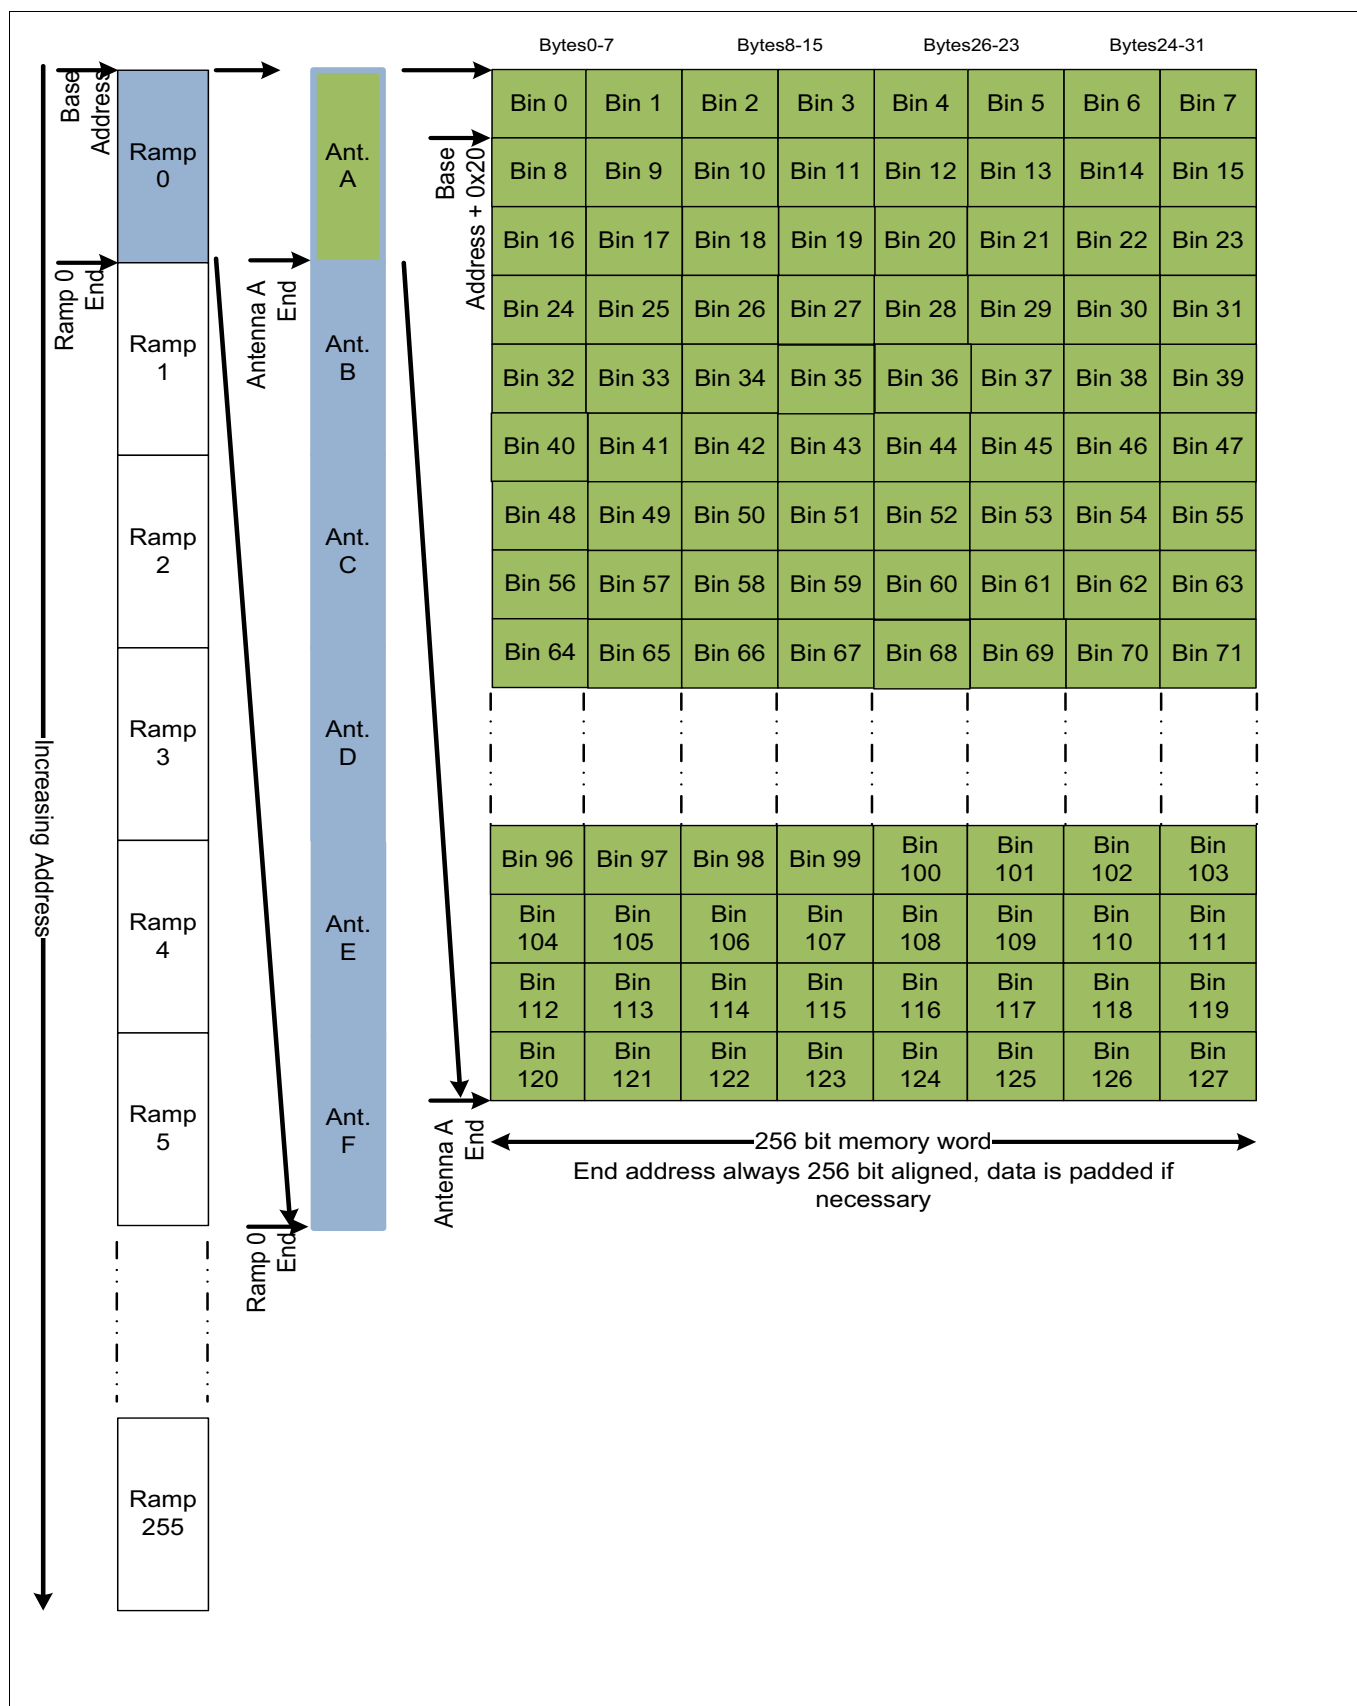 Bytes0-7 Bytes8-15 Bytes26-23 Bytes24-31
Increasing Address
Base
Address
Ramp 0
End
Ramp
0
Ramp
1
Ramp
2
Ramp
3
Ramp
4
Ramp
5
Ramp
255
Antenna A
End
Ramp 0
End
Ant.
A
Ant.
B
Ant.
C
Ant.
D
Ant.
E
Ant.
F
Base
Address + 0x20
Antenna A
End
Bin 0 Bin 1 Bin 2 Bin 3 Bin 4 Bin 5 Bin 6 Bin 7
Bin 8 Bin 9 Bin 10 Bin 11 Bin 12 Bin 13 Bin14 Bin 15
Bin 16 Bin 17 Bin 18 Bin 19 Bin 20 Bin 21 Bin 22 Bin 23
Bin 24 Bin 25 Bin 26 Bin 27 Bin 28 Bin 29 Bin 30 Bin 31
Bin 32 Bin 33 Bin 34 Bin 35 Bin 36 Bin 37 Bin 38 Bin 39
Bin 40 Bin 41 Bin 42 Bin 43 Bin 44 Bin 45 Bin 46 Bin 47
Bin 48 Bin 49 Bin 50 Bin 51 Bin 52 Bin 53 Bin 54 Bin 55
Bin 56 Bin 57 Bin 58 Bin 59 Bin 60 Bin 61 Bin 62 Bin 63
Bin 64 Bin 65 Bin 66 Bin 67 Bin 68 Bin 69 Bin 70 Bin 71
Bin 96 Bin 97 Bin 98 Bin 99 Bin 100 Bin 101 Bin 102 Bin 103
Bin 104 Bin 105 Bin 106 Bin 107 Bin 108 Bin 109 Bin 110 Bin 111
Bin 112 Bin 113 Bin 114 Bin 115 Bin 116 Bin 117 Bin 118 Bin 119
Bin 120 Bin 121 Bin 122 Bin 123 Bin 124 Bin 125 Bin 126 Bin 127
256 bit memory word
End address always 256 bit aligned, data is padded if
necessary